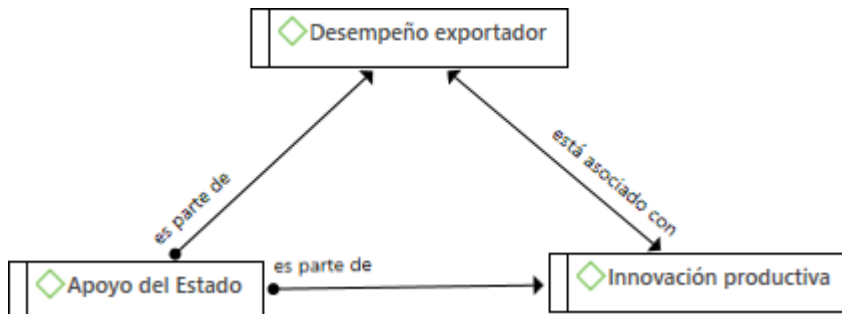 Desempeño exportador
es parte de
está asociado con
Apoyo del Estado
es parte de
Innovación productiva